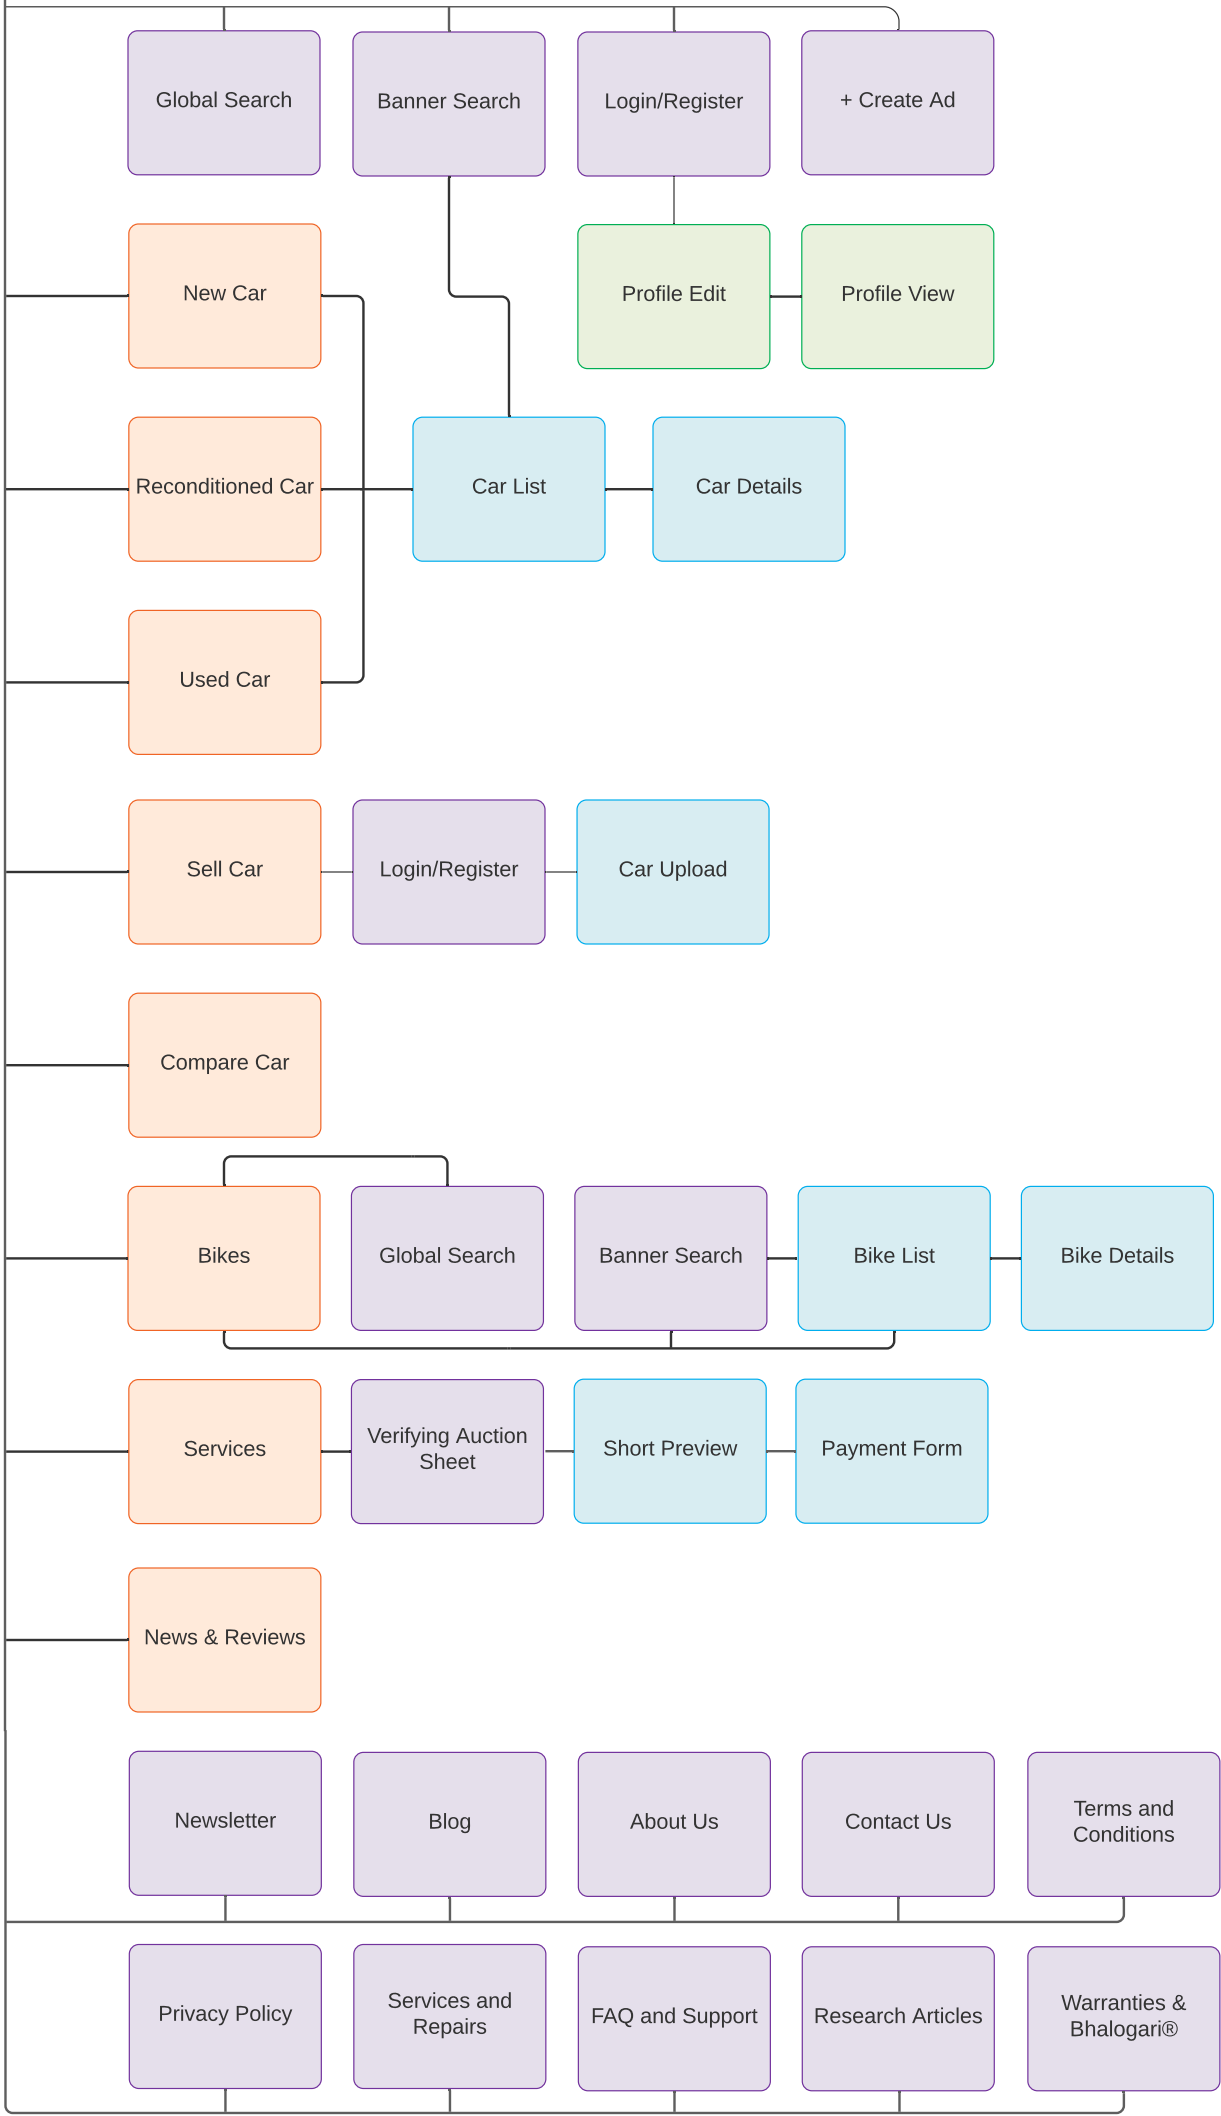 Global Search
Banner Search
Login/Register
+ Create Ad
New Car
Profile Edit
Profile View
Reconditioned Car
Car List
Car Details
Used Car
Sell Car
Login/Register
Car Upload
Compare Car
Bikes
Global Search
Banner Search
Bike List
Bike Details
Services
Verifying Auction
Sheet
Short Preview
Payment Form
News & Reviews
Newsletter
Blog
About Us
Contact Us
Terms and
Conditions
Privacy Policy
Services and
Repairs
FAQ and Support
Research Articles
Warranties &
Bhalogari®